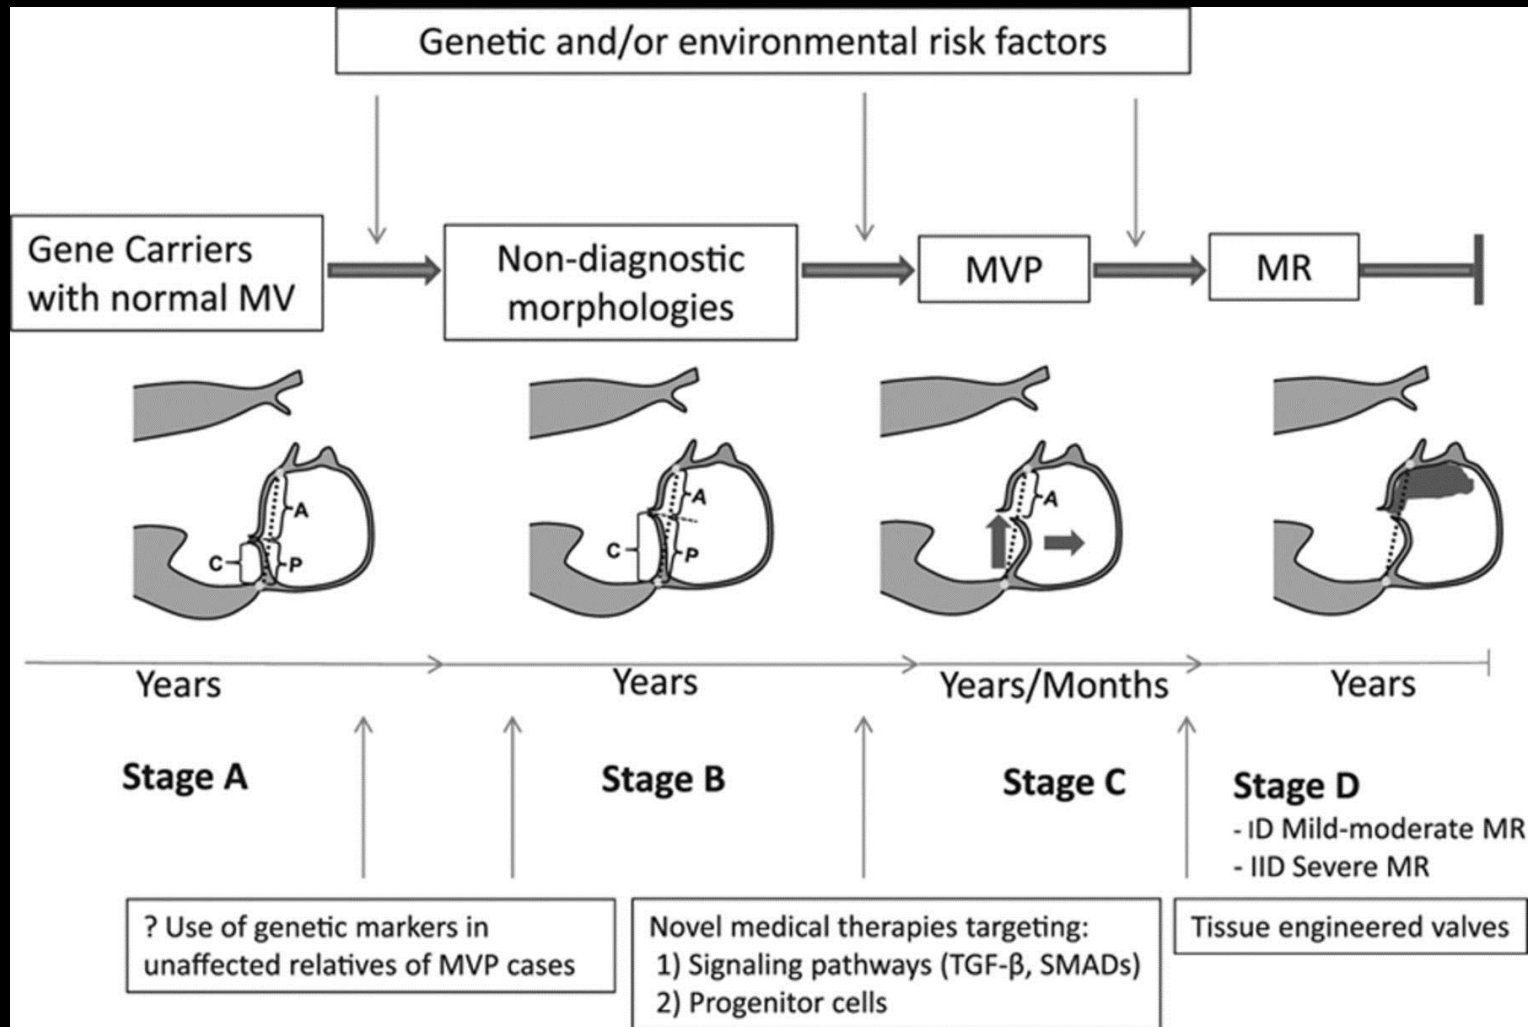 Genetic and/or environmental risk factors
Gene Carriers
with normal MV
Non-diagnostic
morphologies
MVP
MR
A
C
P
A
C
P
A
Years
Years
Years/Months
Years
Stage A
Stage B
Stage C
Stage D
- ID Mild-moderate MR
- IID Severe MR
? Use of genetic markers in
unaffected relatives of MVP cases
Novel medical therapies targeting:
1) Signaling pathways (TGF-β, SMADs)
2) Progenitor cells
Tissue engineered valves